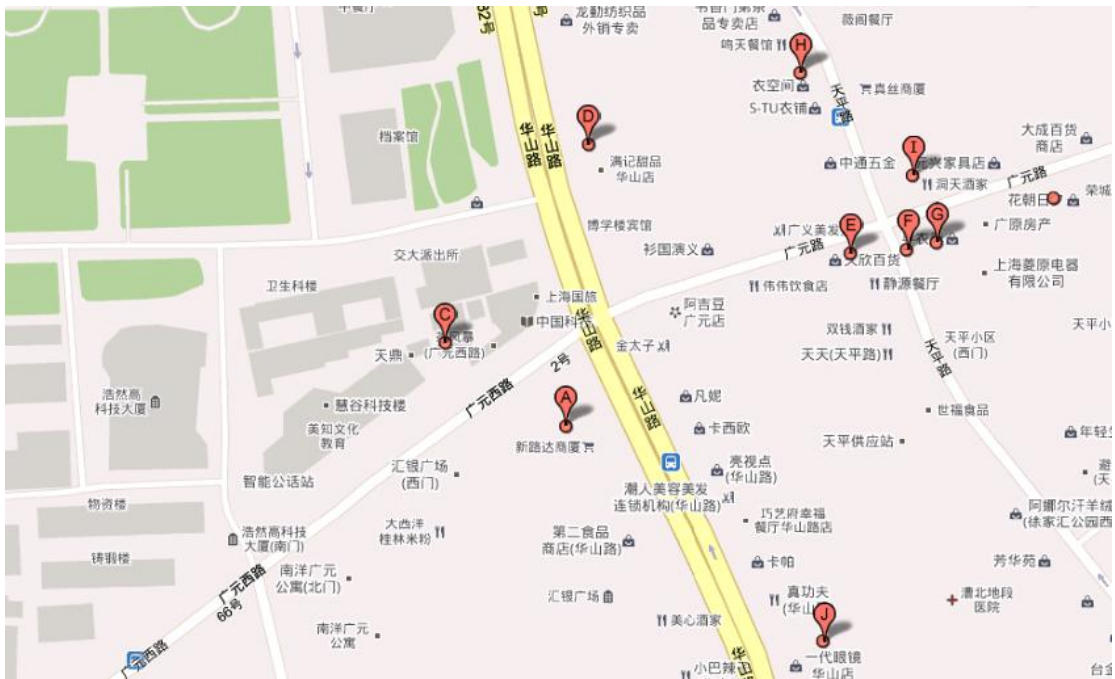 中餐厅
32号
龙勤纺织品
外销专卖
品专卖店
薇阁餐厅
鸣天餐馆
H
衣空间
真丝商厦
S-TU衣铺
天平路
D
华山路
华山路
档案馆
满记甜品
华山店
大成百货
商店
中通五金
I
元兴家具店
洞天酒家
广元路
花朝日
荣城
博学楼宾馆
广义美发
E
F
G
广原房产
衫国演义
广元路
天欣百货
交大派出所
伟伟饮食店
静源餐厅
上海菱原电器
有限公司
卫生科楼
上海国旅
阿吉豆
广元店
C
中国科
华山路
双钱酒家
天平小区
(西门)
天平小
天鼎
(广元西路)
金太子
天天(天平路)
天平路
2号
广元西路
浩然高
科技大厦
慧谷科技楼
A
华山路
凡妮
世福食品
美知文化
教育
新路达商厦
卡西欧
天平供应站
年轻
汇银广场
(西门)
亮视点
(华山路)
智能公话站
潮人美容美发
连锁机构(华山路)
避
(天
物资楼
大西洋
桂林米粉
巧艺府幸福
餐厅华山路店
阿娜尔汗羊绒
(徐家汇公园西
浩然高科技
大厦(南门)
第二食品
商店(华山路)
铸锻楼
卡帕
芳华苑
南洋广元
公寓(北门)
广元西路
66号
汇银广场
真功夫
(华山
J
漕北地段
医院
南洋广元
公寓
美心酒家
广元西路
华山路
一代眼镜
华山店
小巴辣子
台金